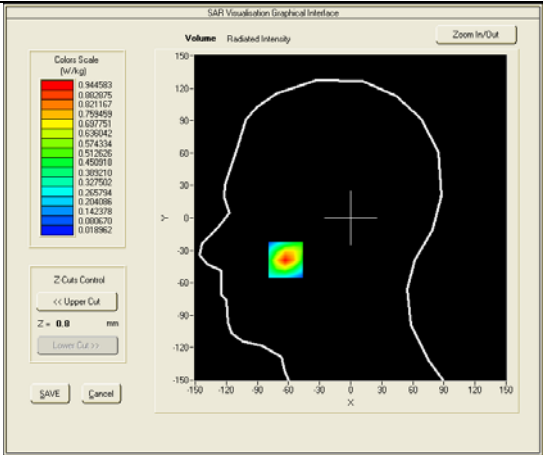 SAR Visualisation Graphical Interface
Volume Radiated Intensity
Zoom In/Out
Colors Scale
(W/kg)
0.944583
0.882875
0.821167
0.759459
0.697751
0.636042
0.574334
0.512626
0.450918
0.389210
0.327502
0.265794
0.204086
0.142378
0.080670
0.018962
Z-Cuts Control
<< Upper Cut
Z = 0.8 mm
Lower Cut >>
SAVE Cancel
150-
120-
90-
60-
30-
0-
-30-
-60-
-90-
-120-
-150-
Y
-150 -120 -90 -60 -30 0 30 60 90 120 150
X